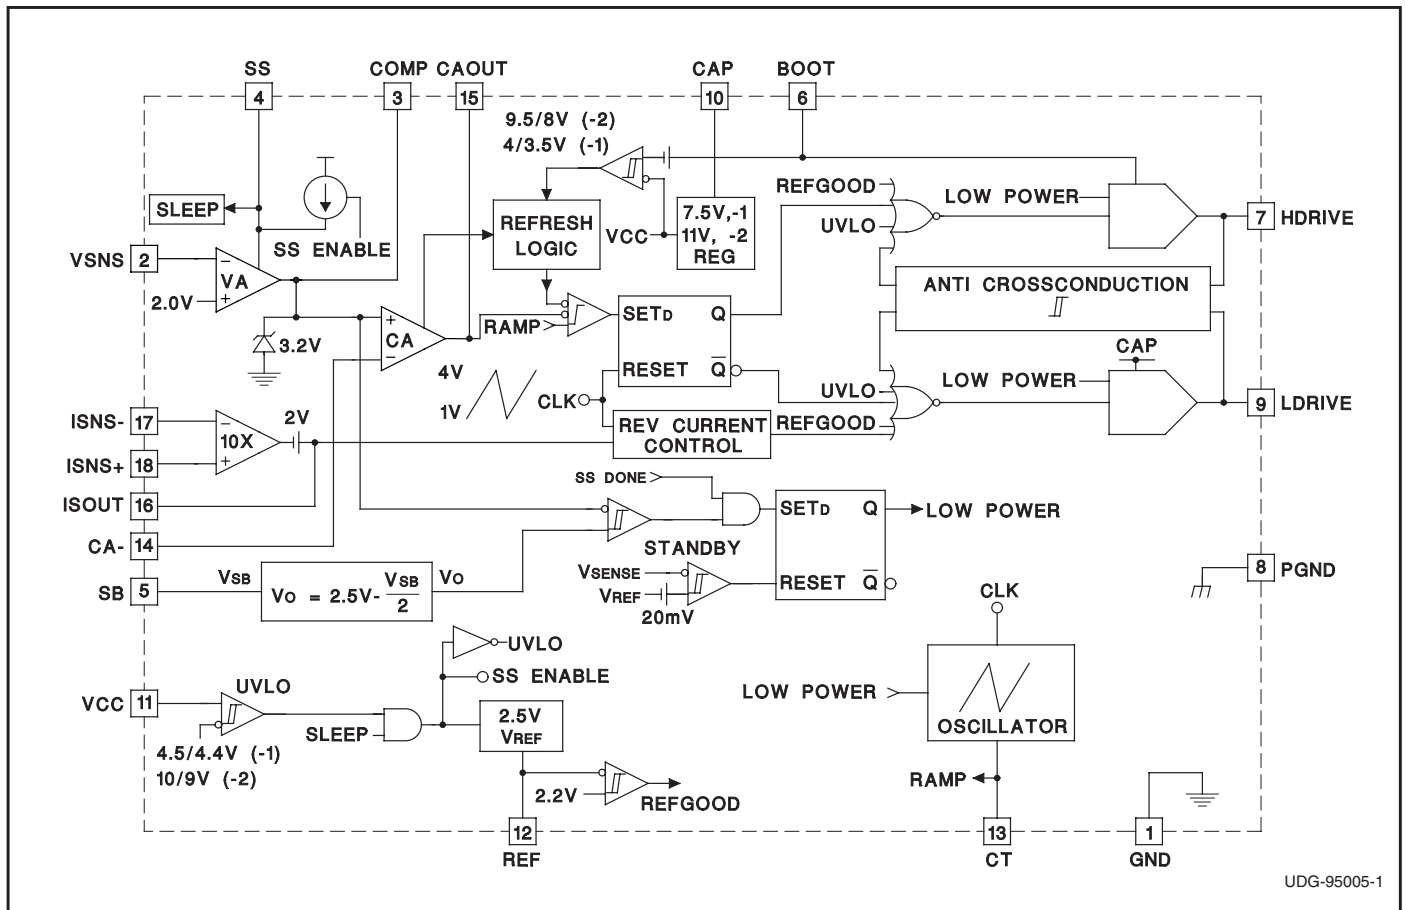 SS
COMP
CAOUT
CAP
BOOT
4
3
15
10
6
9.5/8V (-2)
4/3.5V (-1)
SLEEP
SS ENABLE
REFRESH
LOGIC
VCC
7.5V,-1
11V, -2
REG
REFGOOD
UVLO
LOW POWER
7
HDRIVE
VSNS
2
-
VA
+
2.0V
ANTI CROSSCONDUCTION
3.2V
+
CA
-
RAMP
SETD
Q
RESET
Q
CAP
4V
1V
CLK
UVLO
REFGOOD
LOW POWER
9
LDRIVE
ISNS-
17
-
10X
+
2V
REV CURRENT
CONTROL
ISNS+
18
ISOUT
16
CA-
14
SS DONE
SETD
Q
LOW POWER
STANDBY
VSENSE
VREF
20mV
RESET
Q
SB
5
VSB
VO = 2.5V- VSB
2
VO
8
PGND
CLK
UVLO
SS ENABLE
VCC
11
UVLO
4.5/4.4V (-1)
10/9V (-2)
SLEEP
2.5V
VREF
LOW POWER
OSCILLATOR
2.2V
REFGOOD
RAMP
12
REF
13
CT
1
GND
UDG-95005-1